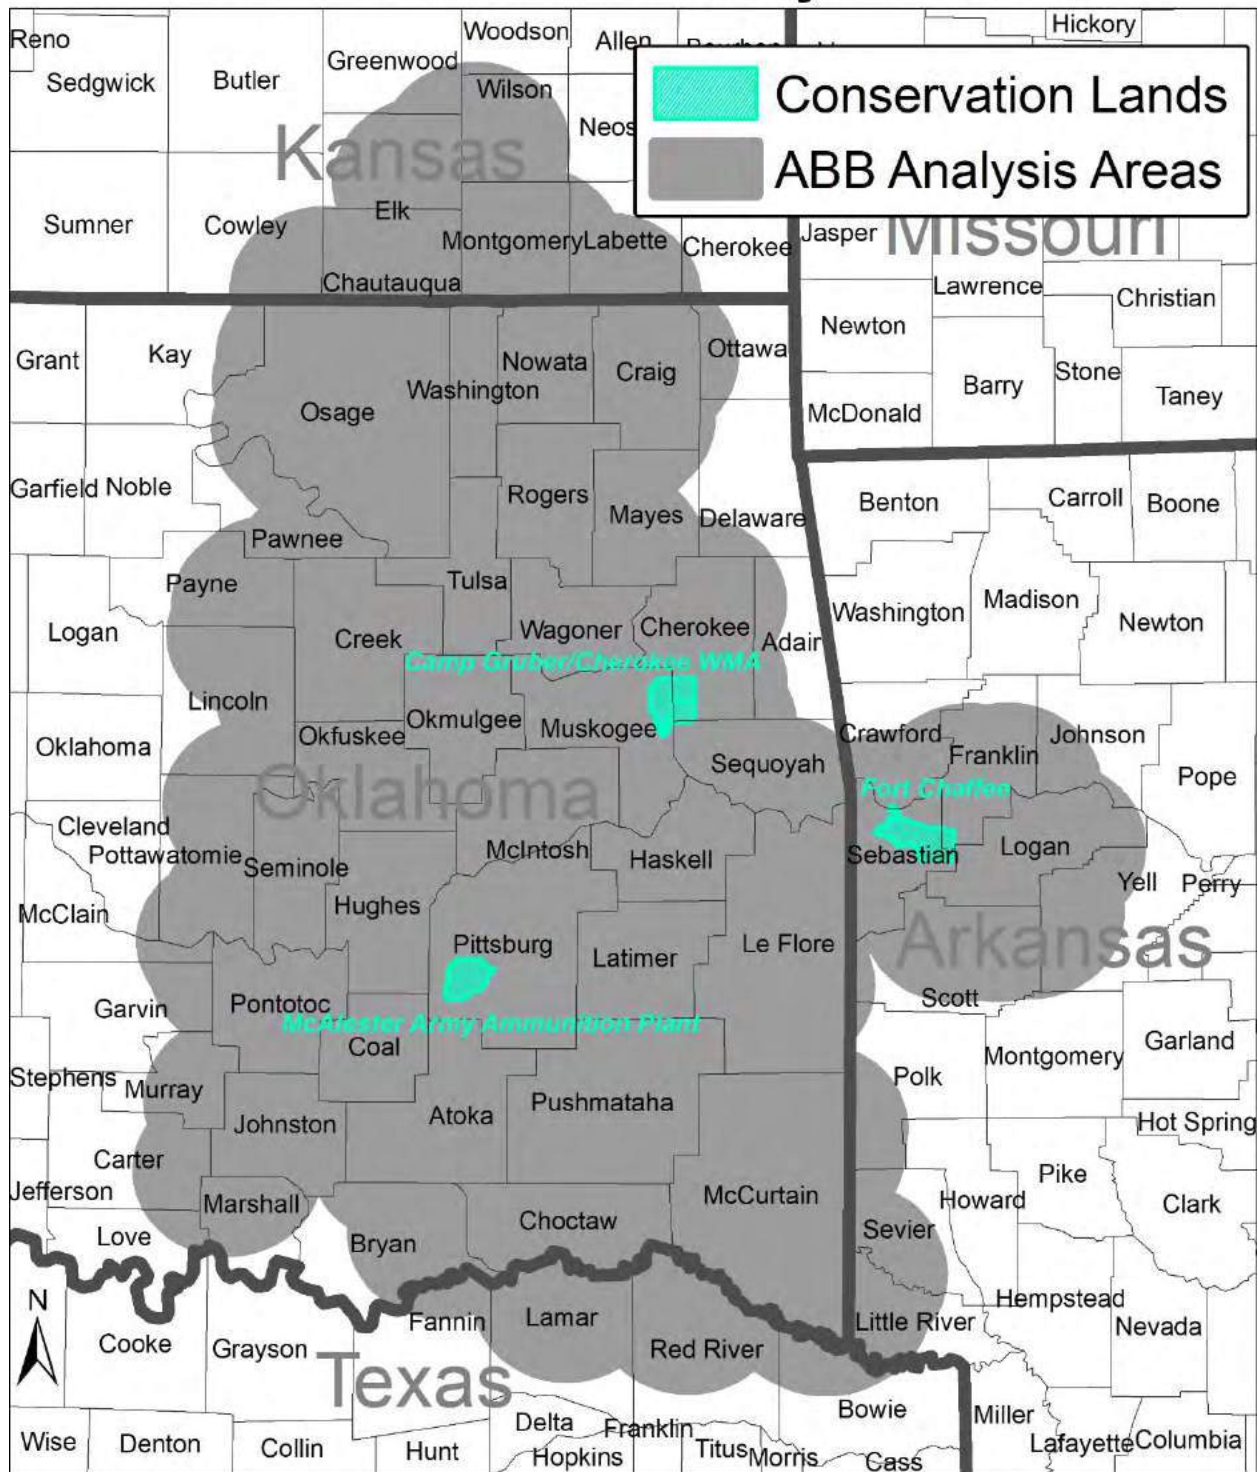 Hickory
Woodson
Allen
Reno
Greenwood
Sedgwick
Butler
Wilson
Neos
Conservation Lands
ABB Analysis Areas
Kansas
Sumner
Cowley
Elk
Montgomery
Labette
Cherokee
Jasper
Missouri
Chautauqua
Lawrence
Christian
Grant
Kay
Nowata
Craig
Ottawa
Newton
Washington
Osage
Barry
Stone
Taney
McDonald
Garfield
Noble
Rogers
Mayes
Delaware
Benton
Carroll
Boone
Pawnee
Payne
Tulsa
Logan
Creek
Wagoner
Cherokee
Adair
Washington
Madison
Newton
Camp Gruber/Cherokee WMA
Lincoln
Okmulgee
Okfuskee
Muskogee
Oklahoma
Sequoyah
Crawford
Franklin
Johnson
Pope
Oklahoma
Fort Chaffee
Cleveland
Pottawatomie
Seminole
McIntosh
Haskell
Sebastian
Logan
Yell
Perry
McClain
Hughes
Pittsburg
Latimer
Le Flore
Arkansas
Garvin
Pontotoc
Scott
McAlester Army Ammunition Plant
Coal
Montgomery
Garland
Stephens
Murray
Polk
Johnston
Atoka
Pushmataha
Hot Spring
Carter
Jefferson
Marshall
McCurtain
Pike
Howard
Clark
Love
Bryan
Choctaw
Sevier
N
Cooke
Grayson
Fannin
Lamar
Red River
Little River
Hempstead
Nevada
Texas
Wise
Denton
Collin
Hunt
Delta
Franklin
Hopkins
Titus
Morris
Bowie
Cass
Miller
Lafayette
Columbia